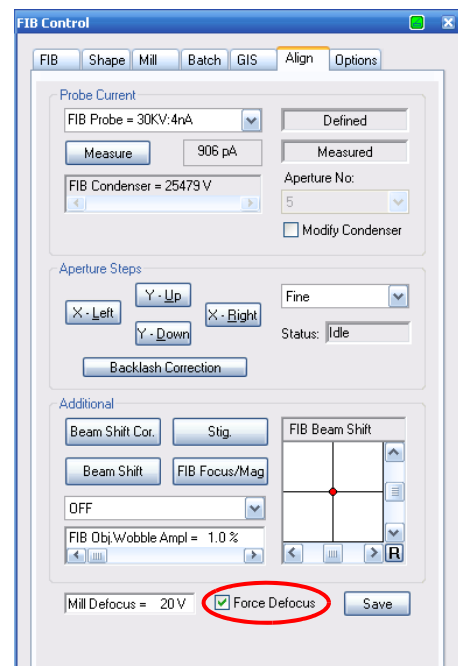 FIB Control
FIB Shape Mill Batch GIS Align Options
Probe Current
FIB Probe = 30KV:4nA
Defined
Measure 906 pA Measured
FIB Condenser = 25479 V
Aperture No:
5
Modify Condenser
Aperture Steps
Y - Up
Fine
X - Left X - Right
Y - Down
Status: Idle
Backlash Correction
Additional
Beam Shift Cor. Stig. FIB Beam Shift
Beam Shift FIB Focus/Mag
OFF
FIB Obj.Wobble Ampl = 1.0 %
R
Mill Defocus = 20 V Force Defocus Save